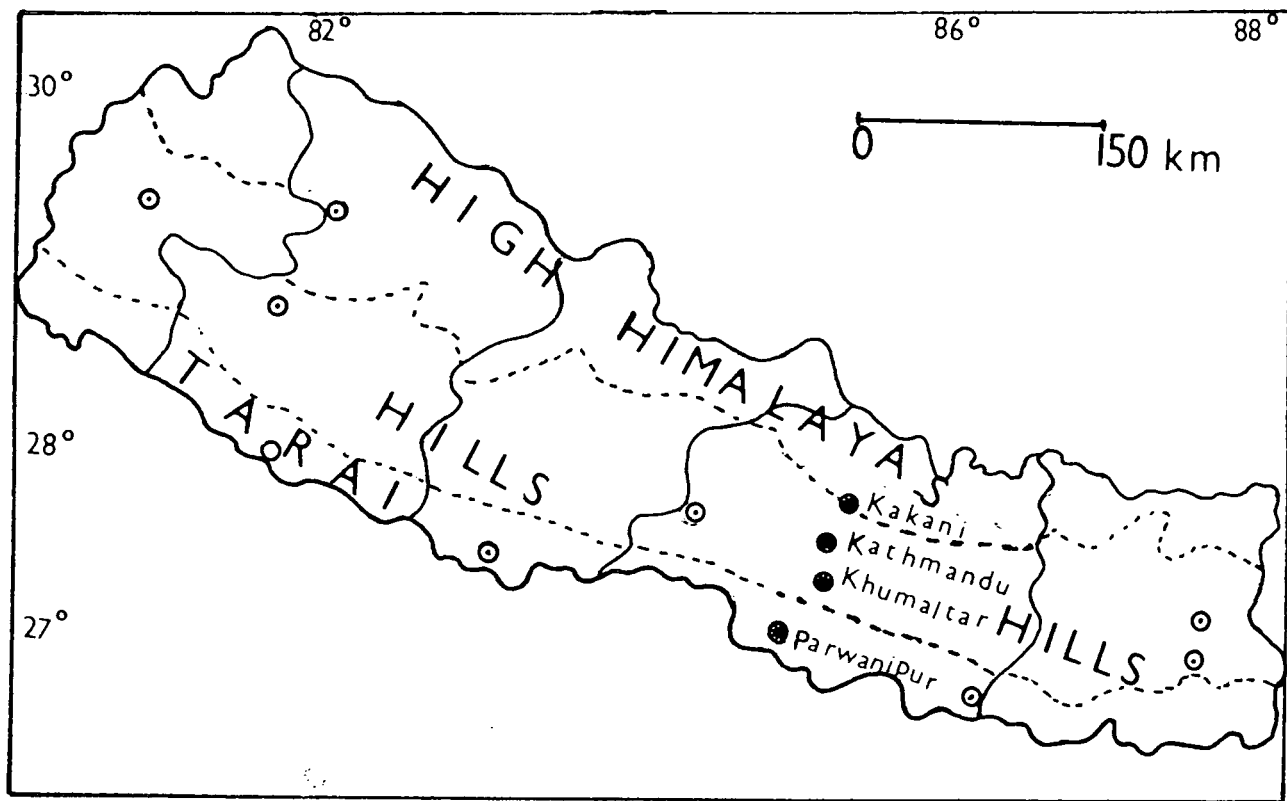 82°
86°
88°
30°
0
150 km
HIGH
HIMALAYA
TARAI
HILLS
28°
Kakani
Kathmandu
Khumaltar
HILLS
27°
Parwanipur